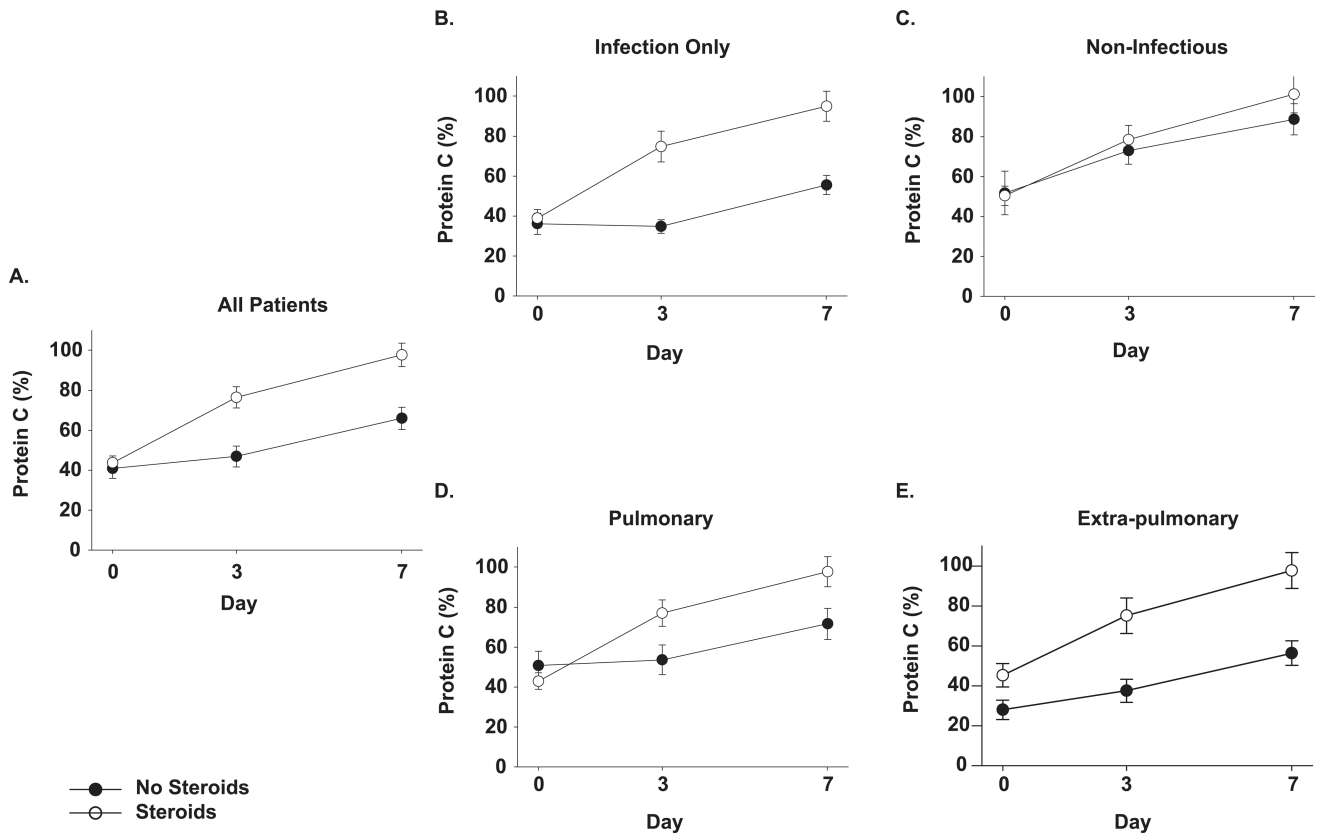 A.
All Patients
Protein C (%)
100
80
60
40
20
0
0 3 7
Day
B.
Infection Only
Protein C (%)
100
80
60
40
20
0
0 3 7
Day
C.
Non-Infectious
Protein C (%)
100
80
60
40
20
0
0 3 7
Day
D.
Pulmonary
Protein C (%)
100
80
60
40
20
0
0 3 7
Day
E.
Extra-pulmonary
Protein C (%)
100
80
60
40
20
0
0 3 7
Day
No Steroids
Steroids